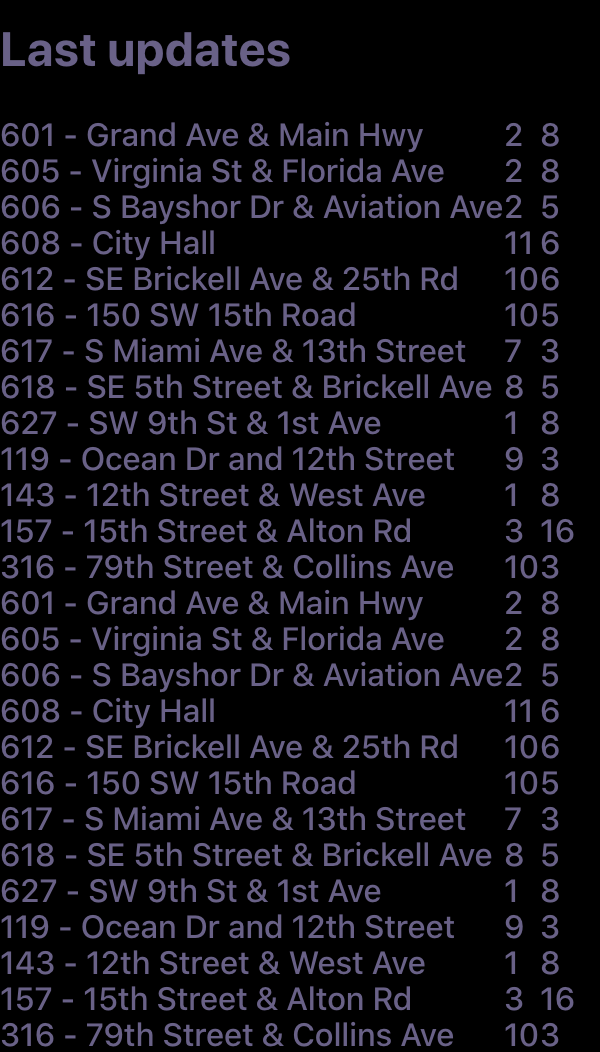 Last updates
601 - Grand Ave & Main Hwy 2 8
605 - Virginia St & Florida Ave 2 8
606 - S Bayshor Dr & Aviation Ave 2 5
608 - City Hall 11 6
612 - SE Brickell Ave & 25th Rd 10 6
616 - 150 SW 15th Road 10 5
617 - S Miami Ave & 13th Street 7 3
618 - SE 5th Street & Brickell Ave 8 5
627 - SW 9th St & 1st Ave 1 8
119 - Ocean Dr and 12th Street 9 3
143 - 12th Street & West Ave 1 8
157 - 15th Street & Alton Rd 3 16
316 - 79th Street & Collins Ave 10 3
601 - Grand Ave & Main Hwy 2 8
605 - Virginia St & Florida Ave 2 8
606 - S Bayshor Dr & Aviation Ave 2 5
608 - City Hall 11 6
612 - SE Brickell Ave & 25th Rd 10 6
616 - 150 SW 15th Road 10 5
617 - S Miami Ave & 13th Street 7 3
618 - SE 5th Street & Brickell Ave 8 5
627 - SW 9th St & 1st Ave 1 8
119 - Ocean Dr and 12th Street 9 3
143 - 12th Street & West Ave 1 8
157 - 15th Street & Alton Rd 3 16
316 - 79th Street & Collins Ave 10 3